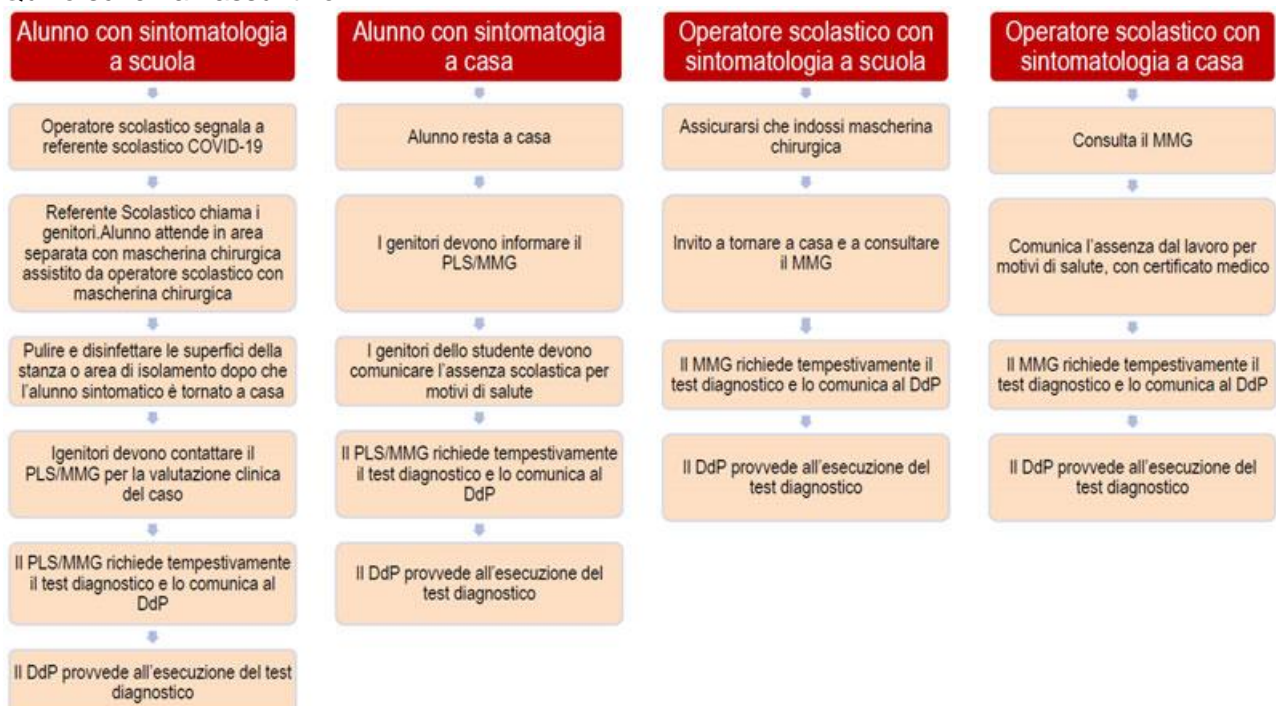 Alunno con sintomatologia
a scuola
Operatore scolastico segnala a
referente scolastico COVID-19
Referente Scolastico chiama i
genitori.Alunno attende in area
separata con mascherina chirurgica
assistito da operatore scolastico con
mascherina chirurgica
Pulire e disinfettare le superfici della
stanza o area di isolamento dopo che
l'alunno sintomatico è tornato a casa
Igenitori devono contattare il
PLS/MMG per la valutazione clinica
del caso
Il PLS/MMG richiede tempestivamente
il test diagnostico e lo comunica al
DdP
Il DdP provvede all'esecuzione del test
diagnostico
Alunno con sintomatogia
a casa
Alunno resta a casa
I genitori devono informare il
PLS/MMG
I genitori dello studente devono
comunicare l'assenza scolastica per
motivi di salute
Il PLS/MMG richiede tempestivamente
il test diagnostico e lo comunica al
DdP
Il DdP provvede all'esecuzione del
test diagnostico
Operatore scolastico con
sintomatologia a scuola
Assicurarsi che indossi mascherina
chirurgica
Invito a tornare a casa e a consultare
il MMG
Il MMG richiede tempestivamente il
test diagnostico e lo comunica al DdP
Il DdP provvede all'esecuzione del
test diagnostico
Operatore scolastico con
sintomatologia a casa
Consulta il MMG
Comunica l'assenza dal lavoro per
motivi di salute, con certificato medico
Il MMG richiede tempestivamente il
test diagnostico e lo comunica al DdP
Il DdP provvede all'esecuzione del
test diagnostico